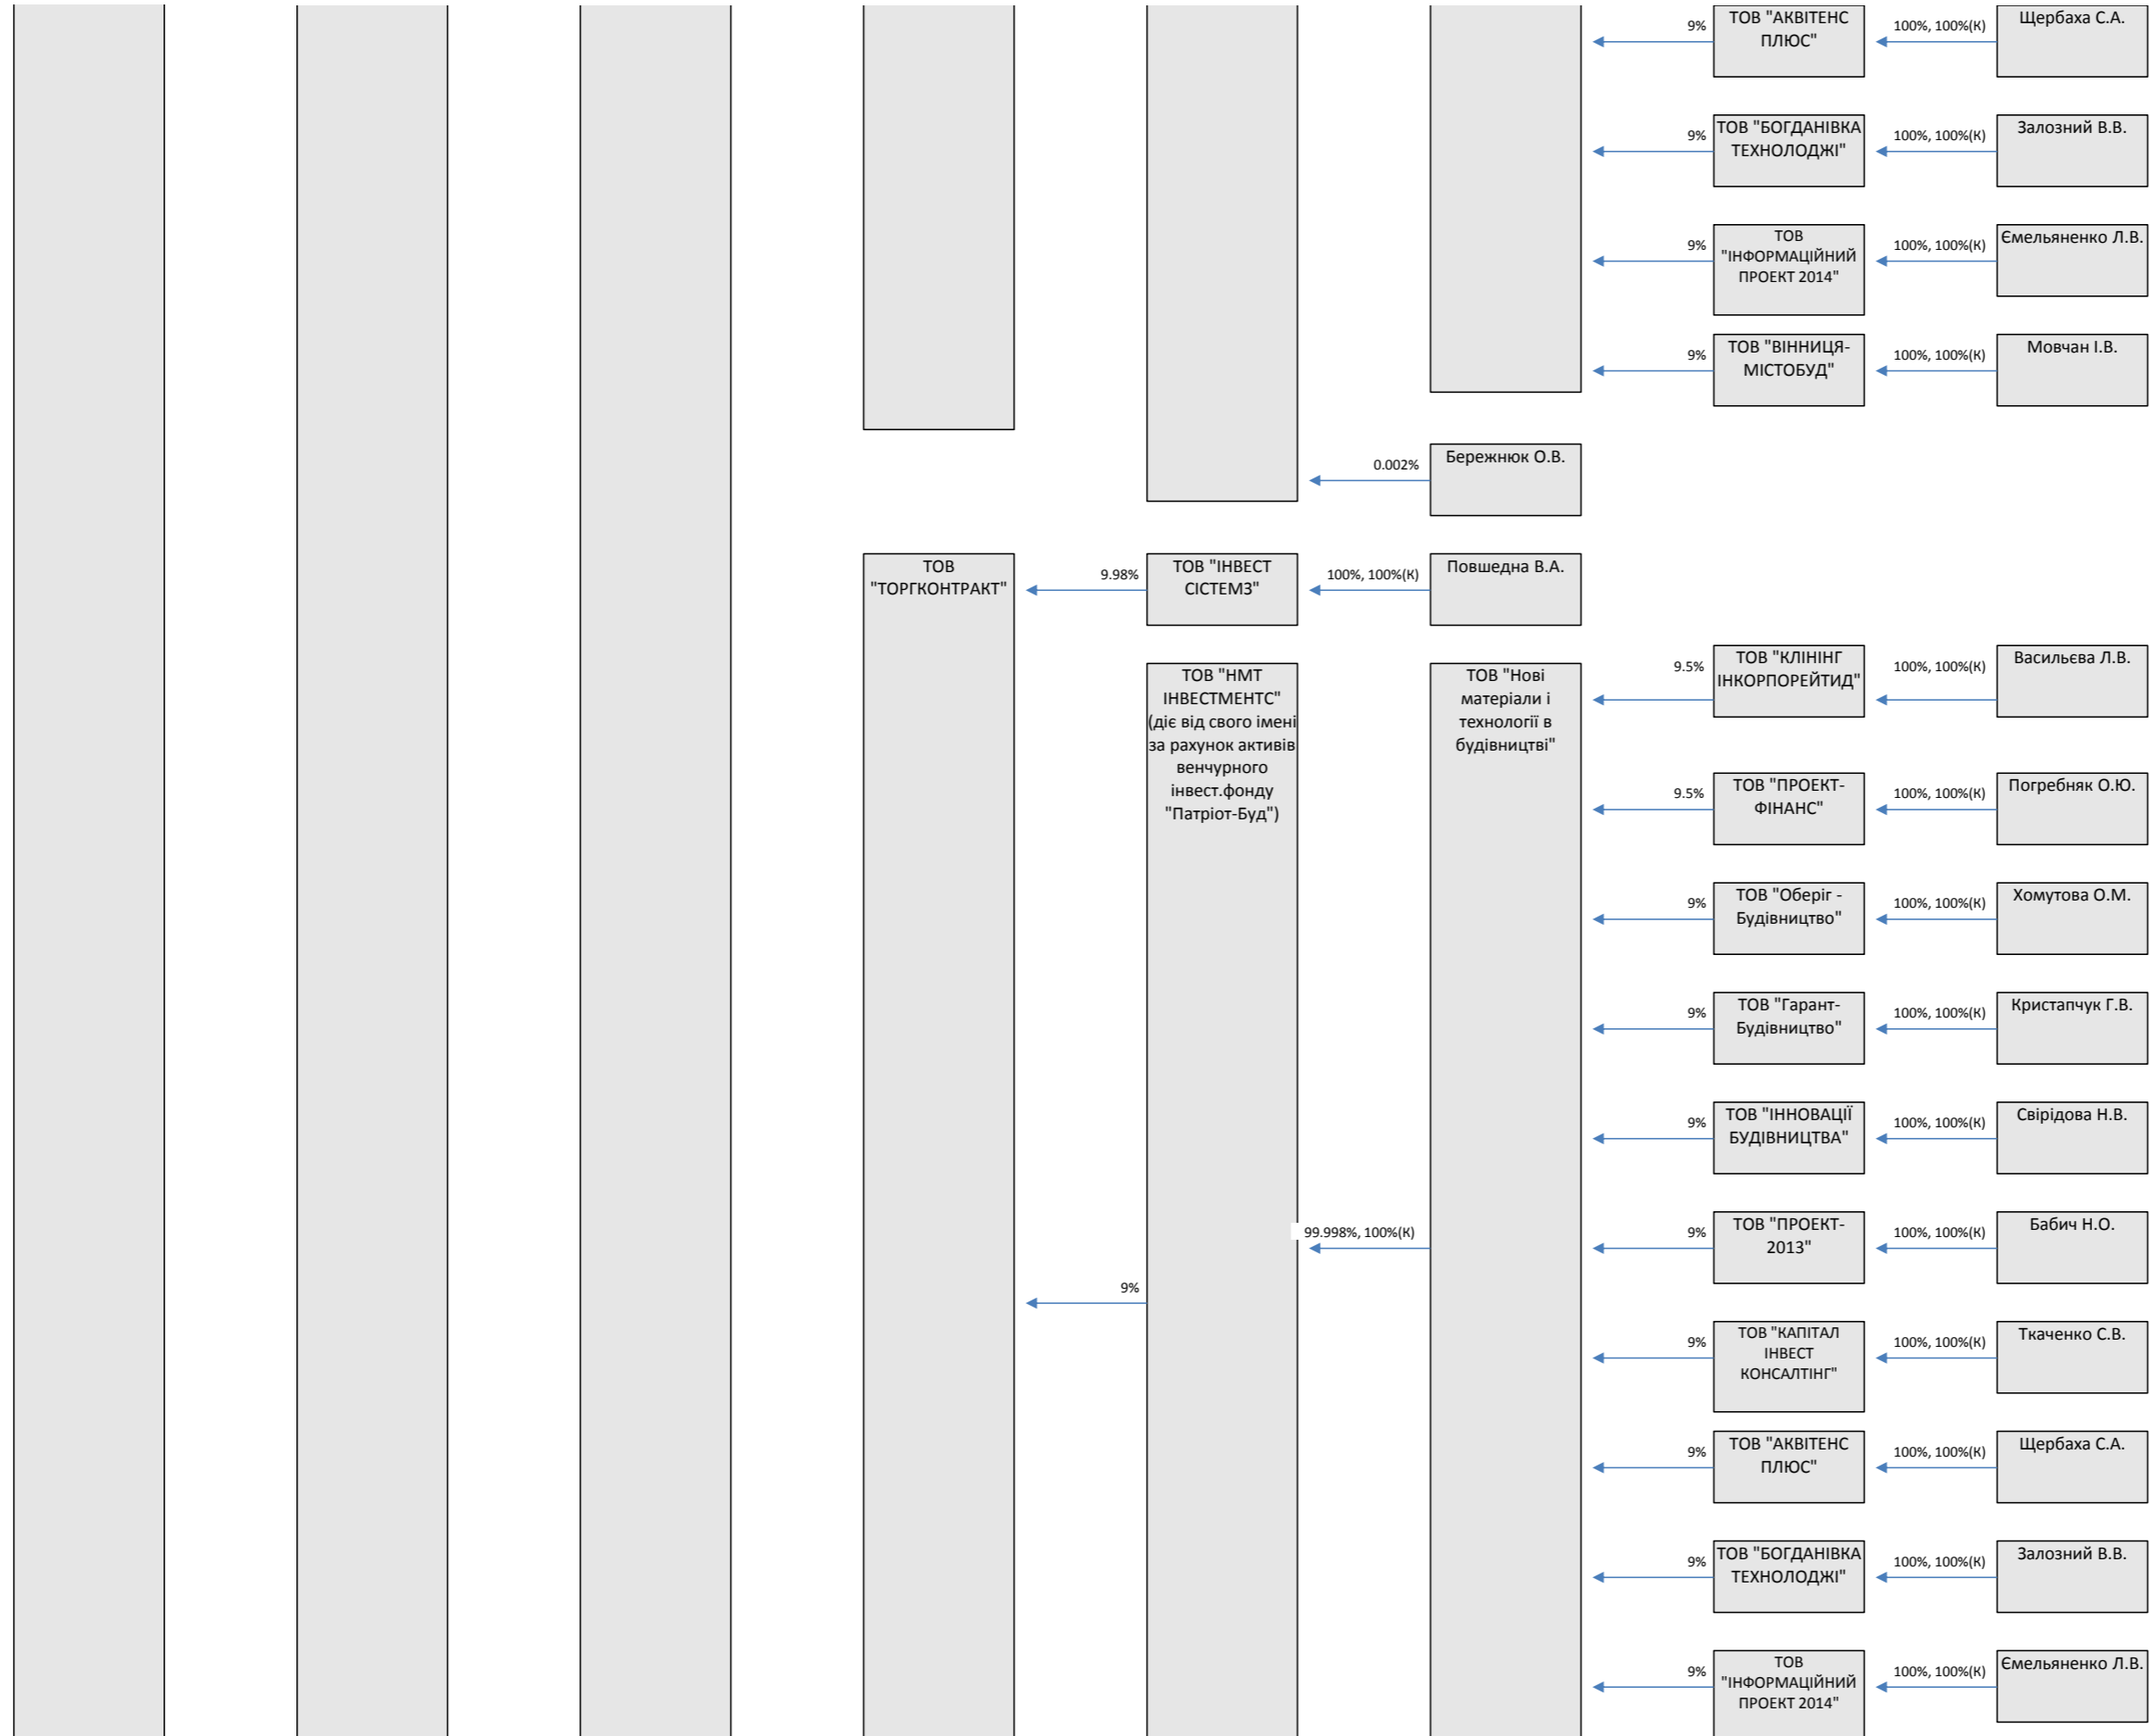 9%
ТОВ "АКВІТЕНС
ПЛЮС"
100%, 100%(К)
Щербаха С.А.
9%
ТОВ "БОГДАНІВКА
ТЕХНОЛОДЖІ"
100%, 100%(К)
Залозний В.В.
9%
ТОВ
"ІНФОРМАЦІЙНИЙ
ПРОЕКТ 2014"
100%, 100%(К)
Ємельяненко Л.В.
9%
ТОВ "ВІННИЦЯ-
МІСТОБУД"
100%, 100%(К)
Мовчан І.В.
0.002%
Бережнюк О.В.
ТОВ
"ТОРГКОНТРАКТ"
9.98%
ТОВ "ІНВЕСТ
СІСТЕМЗ"
100%, 100%(К)
Повшедна В.А.
ТОВ "НМТ
ІНВЕСТМЕНТС"
(діє від свого імені
за рахунок активів
венчурного
інвест.фонду
"Патріот-Буд")
ТОВ "Нові
матеріали і
технології в
будівництві"
9.5%
ТОВ "КЛІНІНГ
ІНКОРПОРЕЙТИД"
100%, 100%(К)
Васильєва Л.В.
9.5%
ТОВ "ПРОЕКТ-
ФІНАНС"
100%, 100%(К)
Погребняк О.Ю.
9%
ТОВ "Оберіг -
Будівництво"
100%, 100%(К)
Хомутова О.М.
9%
ТОВ "Гарант-
Будівництво"
100%, 100%(К)
Кристапчук Г.В.
9%
ТОВ "ІННОВАЦІЇ
БУДІВНИЦТВА"
100%, 100%(К)
Свірідова Н.В.
99.998%, 100%(К)
9%
ТОВ "ПРОЕКТ-
2013"
100%, 100%(К)
Бабич Н.О.
9%
9%
ТОВ "КАПІТАЛ
ІНВЕСТ
КОНСАЛТІНГ"
100%, 100%(К)
Ткаченко С.В.
9%
ТОВ "АКВІТЕНС
ПЛЮС"
100%, 100%(К)
Щербаха С.А.
9%
ТОВ "БОГДАНІВКА
ТЕХНОЛОДЖІ"
100%, 100%(К)
Залозний В.В.
9%
ТОВ
"ІНФОРМАЦІЙНИЙ
ПРОЕКТ 2014"
100%, 100%(К)
Ємельяненко Л.В.